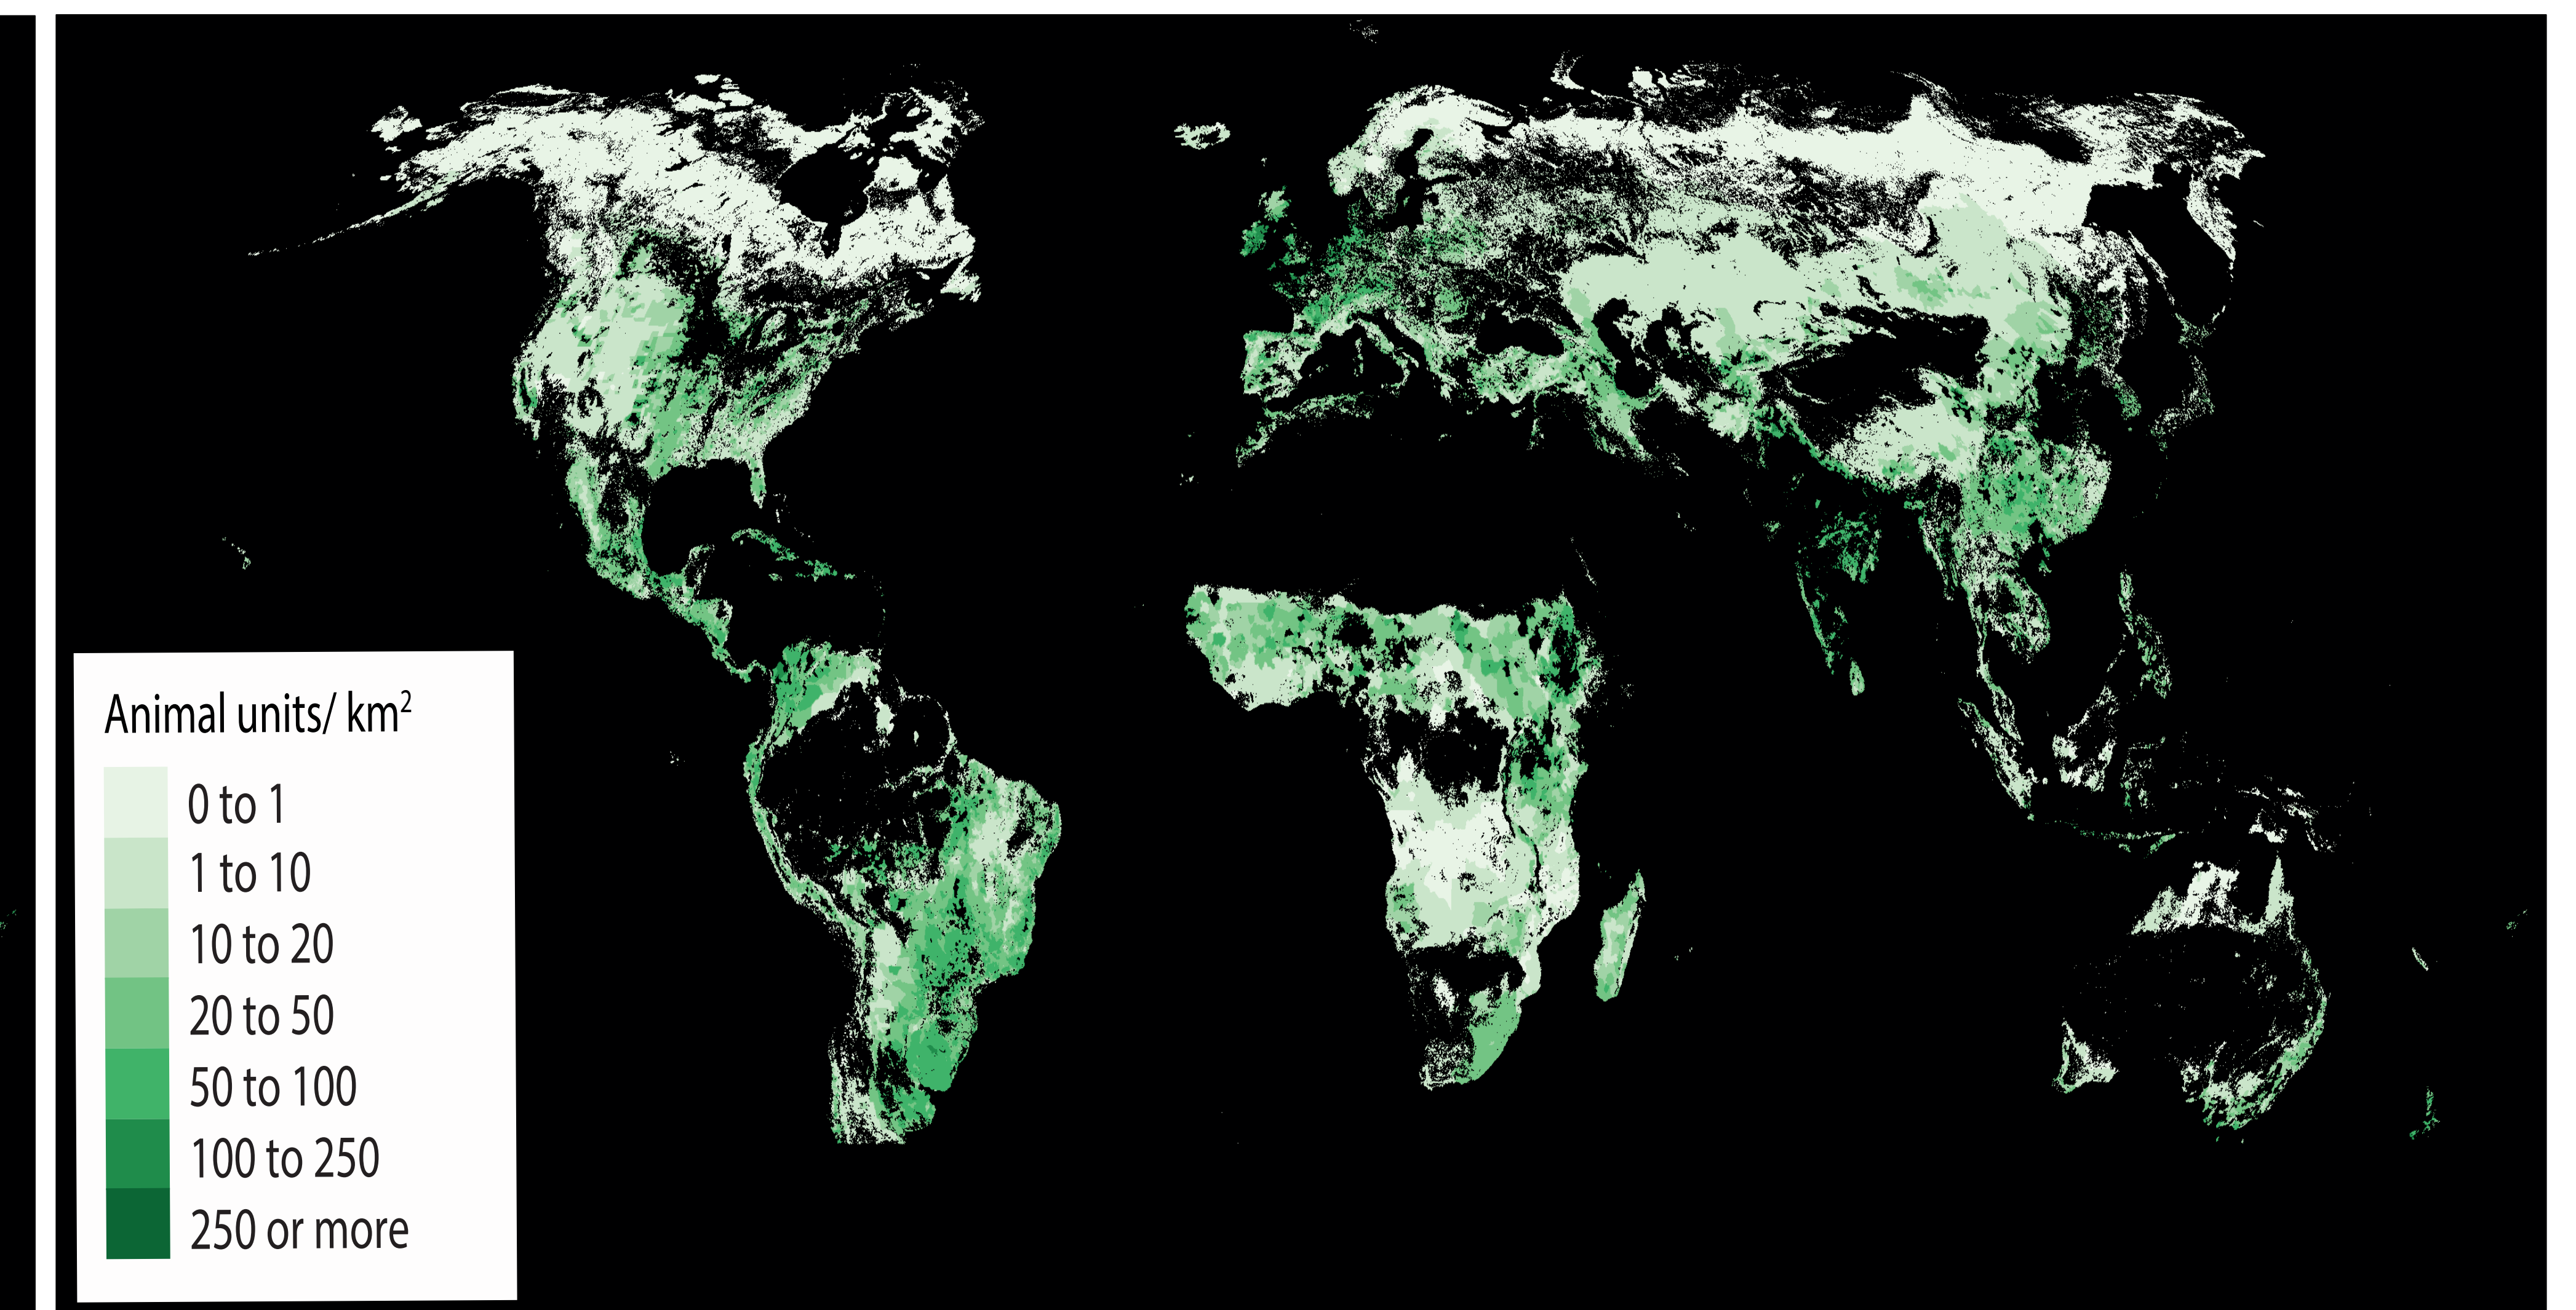 Animal units/ km²
0 to 1
1 to 10
10 to 20
20 to 50
50 to 100
100 to 250
250 or more